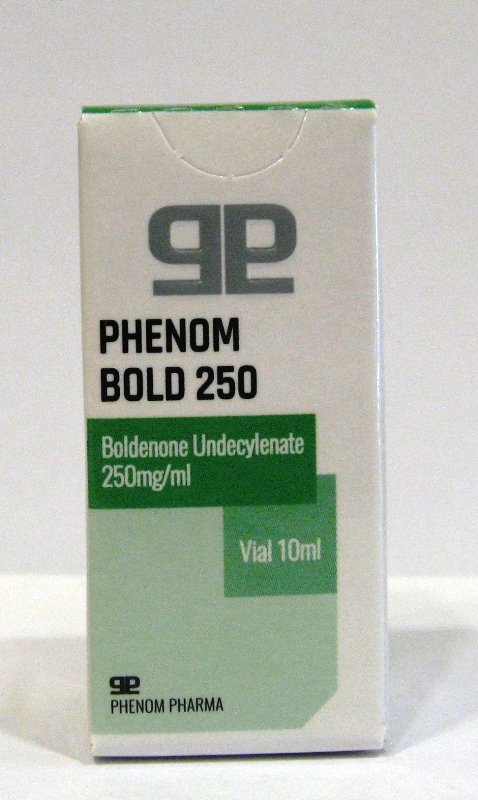 PHENOM
BOLD 250
Boldenone Undecylenate
250mg/ml
Vial 10ml
PHENOM PHARMA